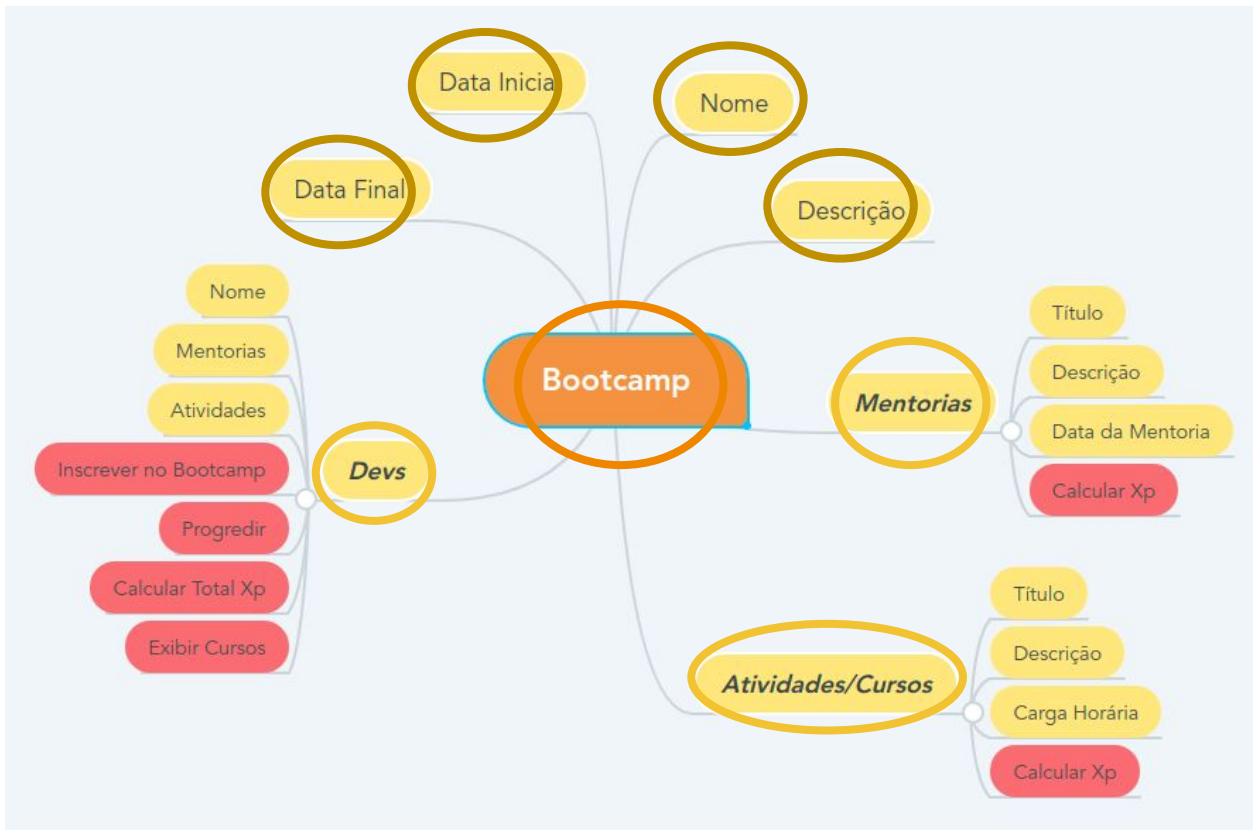 Data Inicial
Nome
Data Final
Descrição
Bootcamp
Nome
Mentorias
Atividades
Inscrever no Bootcamp
Progredir
Calcular Total Xp
Exibir Cursos
Devs
Mentorias
Título
Descrição
Data da Mentoria
Calcular Xp
Atividades/Cursos
Título
Descrição
Carga Horária
Calcular Xp